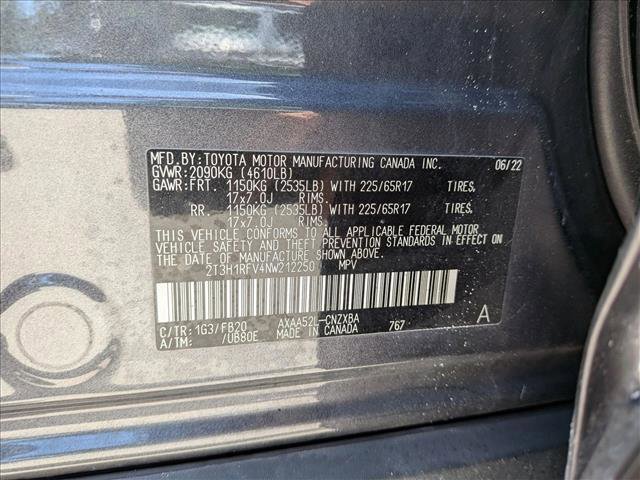 MFD.BY:TOYOTA MOTOR MANUFACTURING CANADA INC. 06/22
GVWR:2090KG (4610LB)
GAWR:FRT. 1150KG (2535LB) WITH 225/65R17 TIRES,
17x7.0J RIMS.
RR. 1150KG (2535LB) WITH 225/65R17 TIRES,
17x7.0J RIMS.
THIS VEHICLE CONFORMS TO ALL APPLICABLE FEDERAL MOTOR
VEHICLE SAFETY AND THEFT PREVENTION STANDARDS IN EFFECT ON
THE DATE OF MANUFACTURE SHOWN ABOVE.
2T3H1RFV4NW212250 MPV
C/TR:1G3/FB20 AXAA52L-CNZXBA A
A/TM: /UB80E MADE IN CANADA 767